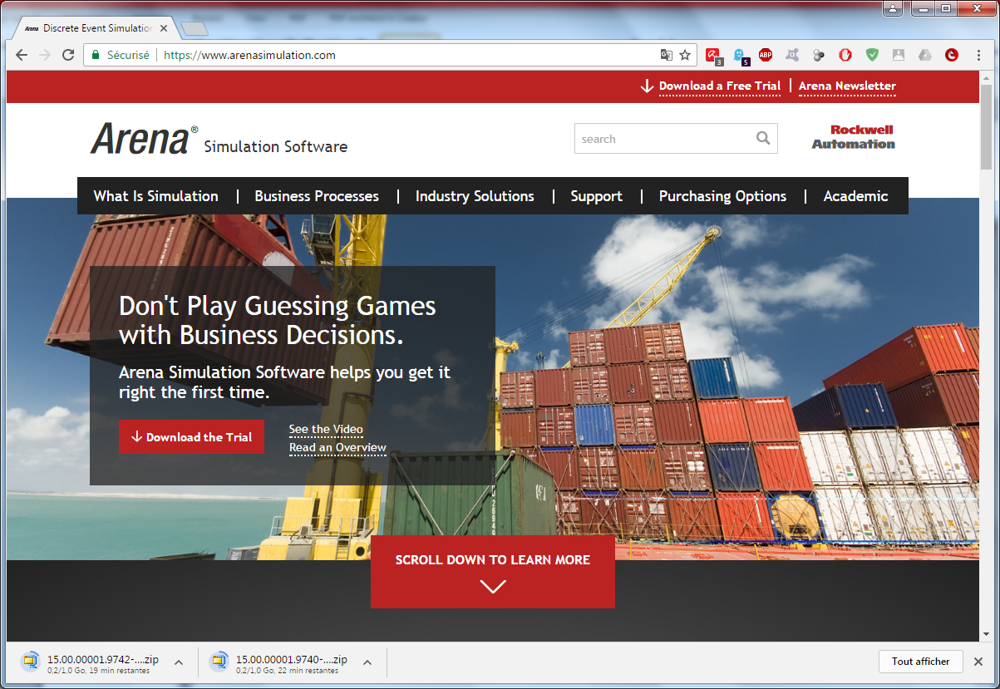 Arena Discrete Event Simulation
Sécurisé
https://www.arenasimulation.com
3
5
ABP
Download a Free Trial
Arena Newsletter
Arena® Simulation Software
search
Rockwell
Automation
What Is Simulation
Business Processes
Industry Solutions
Support
Purchasing Options
Academic
Don't Play Guessing Games
with Business Decisions.
Arena Simulation Software helps you get it
right the first time.
Download the Trial
See the Video
Read an Overview
SCROLL DOWN TO LEARN MORE
15.00.00001.9742-....zip
0,2/1,0 Go, 19 min restantes
15.00.00001.9740-....zip
0,2/1,0 Go, 22 min restantes
Tout afficher